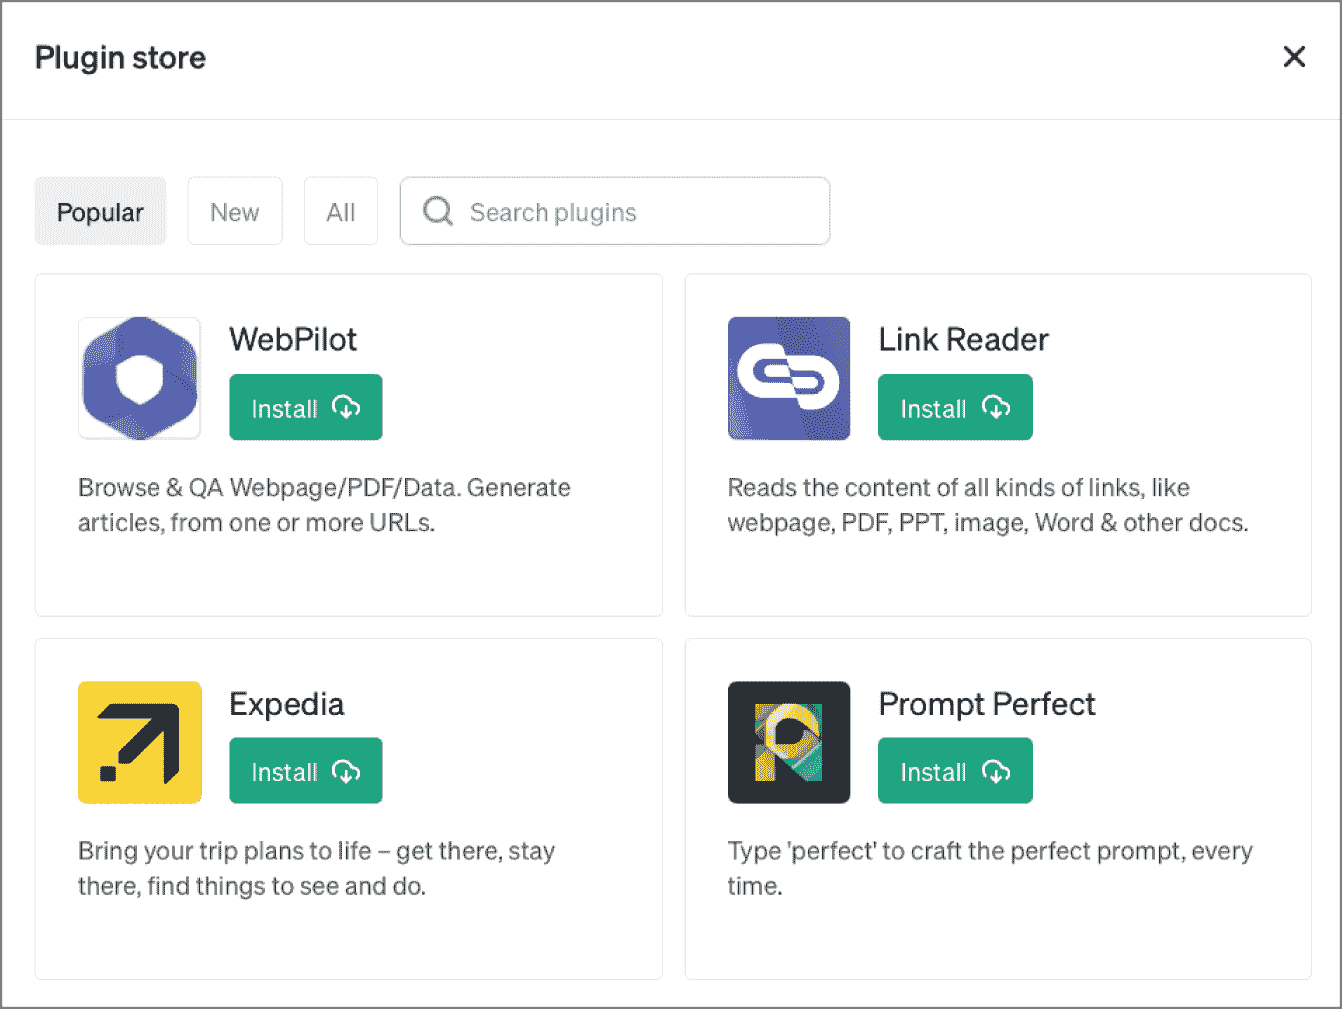 Plugin store
Popular
New
All
Search plugins
WebPilot
Install
Browse & QA Webpage/PDF/Data. Generate
articles, from one or more URLs.
Link Reader
Install
Reads the content of all kinds of links, like
webpage, PDF, PPT, image, Word & other docs.
Expedia
Install
Bring your trip plans to life – get there, stay
there, find things to see and do.
Prompt Perfect
Install
Type 'perfect' to craft the perfect prompt, every
time.